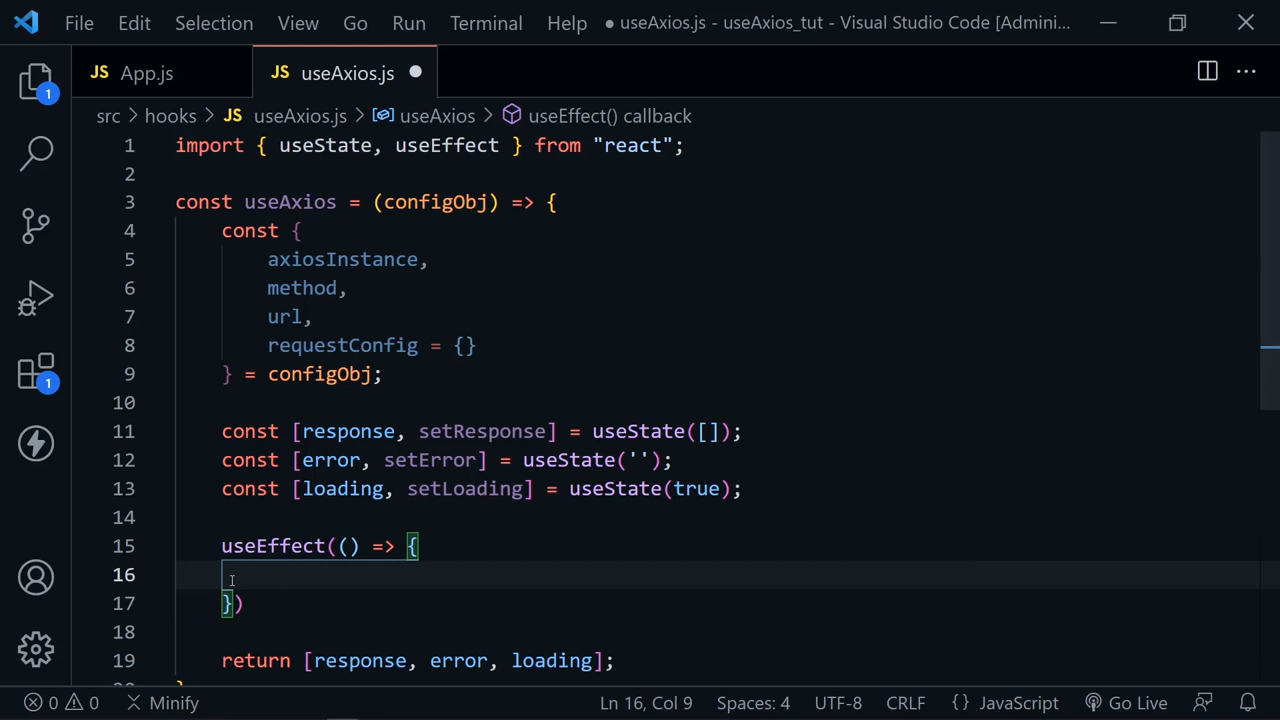 File Edit Selection View Go Run Terminal Help ● useAxios.js - useAxios_tut - Visual Studio Code [Admini...
JS App.js JS useAxios.js ●
src > hooks > JS useAxios.js > useAxios > useEffect() callback
1 import { useState, useEffect } from "react";
2
3 const useAxios = (configObj) => {
4 const {
5 axiosInstance,
6 method,
7 url,
8 requestConfig = {}
9 } = configObj;
10
11 const [response, setResponse] = useState([]);
12 const [error, setError] = useState('');
13 const [loading, setLoading] = useState(true);
14
15 useEffect(() => {
16
17 })
18
19 return [response, error, loading];
1
1
0 0 Minify Ln 16, Col 9 Spaces: 4 UTF-8 CRLF {} JavaScript Go Live